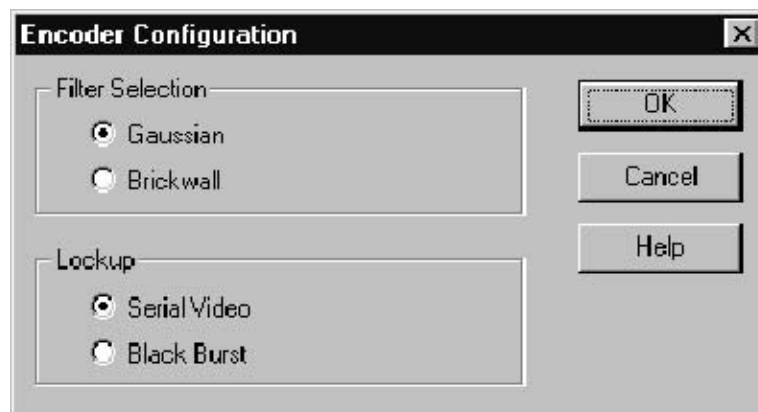 Encoder Configuration
Filter Selection
Gaussian
Brickwall
Lockup
Serial Video
Black Burst
OK
Cancel
Help